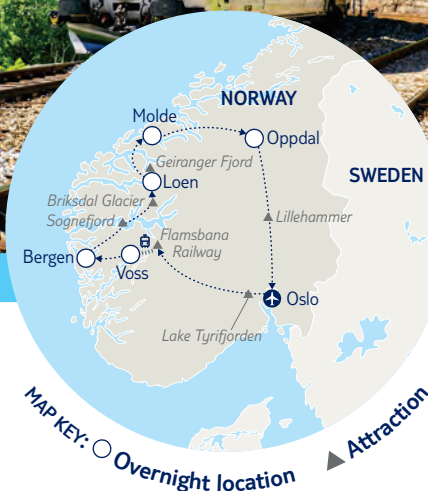 NORWAY
Molde
Oppdal
Geiranger Fjord
Loen
SWEDEN
Briksdal Glacier
Sognefjord
Lillehammer
Flamsbana
Railway
Bergen
Voss
Oslo
Lake Tyrifjorden
MAP KEY: Overnight location Attraction